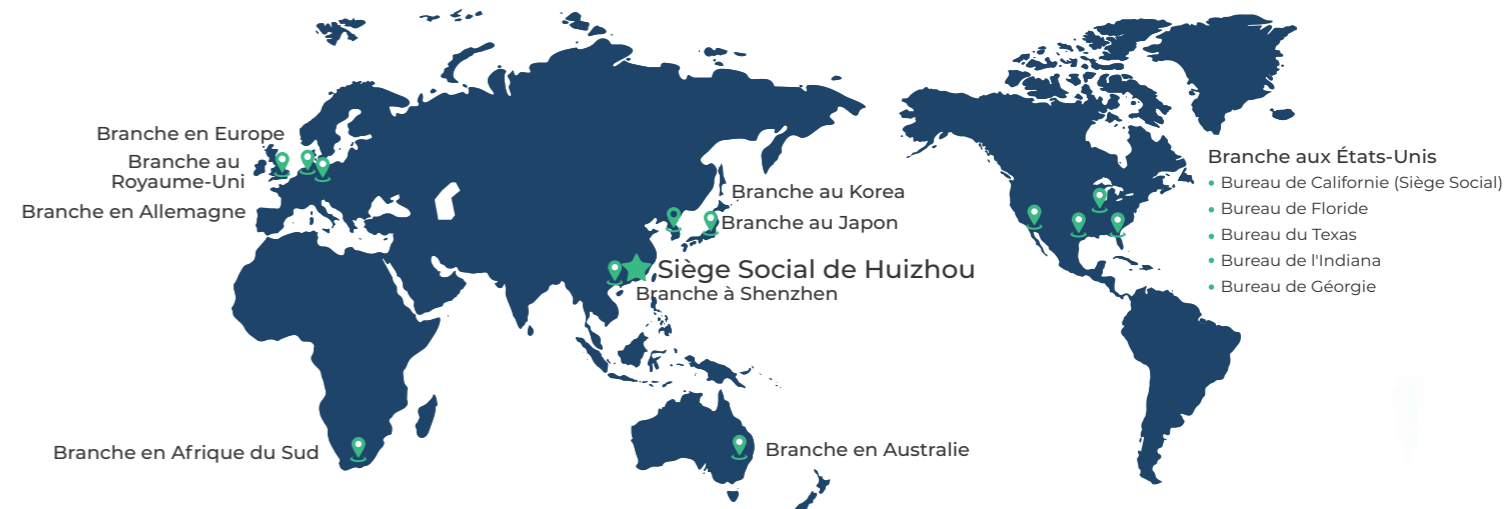 Branche en Europe
Branche au
Royaume-Uni
Branche en Allemagne
Branche au Korea
Branche au Japon
Siège Social de Huizhou
Branche à Shenzhen
Branche en Afrique du Sud
Branche en Australie
Branche aux États-Unis
• Bureau de Californie (Siège Social)
• Bureau de Floride
• Bureau du Texas
• Bureau de l'Indiana
• Bureau de Géorgie